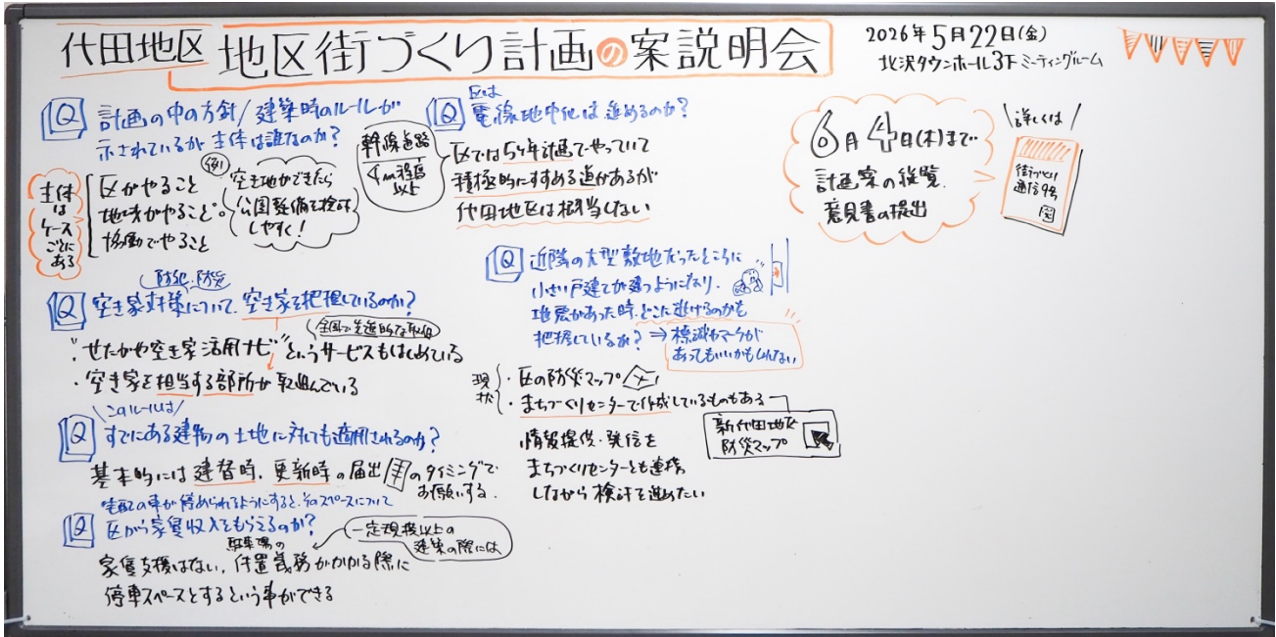 代田地区 地区街づくり計画の案説明会
2026年5月22日(金)
北沢タウンホール3F ミーティングルーム
Q 計画の中の方針/建築時のルールが
示されているが主体は誰なのか?
主体
は
ケース
ごとに
ある
区がやること
地域がやること
協働でやること
例
空き地ができたら
公園整備を検討
しやすく!
Q 区は
電線地中化は進めるのか?
幹線道路
4m程度
以上
区では5ヶ年計画でやっていて
積極的にすすめる道があるが
代田地区は該当しない
6月4日(木)まで
計画案の縦覧
意見書の提出
詳しくは
街づくり
通信9号
防犯・防災
Q 空き家対策について、空き家を把握しているのか?
全国で先進的な取組
・"せたがや空き家活用ナビ"というサービスもはじめている
・空き家を担当する部所が取組んでいる
Q 近隣の大型敷地だったところに
小さい戸建てが建つようになり、
地震があった時、どこに逃げるのかも
把握しているか? ⇒ 標識やマークが
あってもいいかもしれない
現状
・区の防災マップ
・まちづくりセンターで作成しているものもある
新代田地区
防災マップ
情報提供・発信を
まちづくりセンターとも連携
しながら検討を進めたい
このルールは
Q すでにある建物の土地に対しても適用されるのか?
基本的には建替時、更新時の届出のタイミングで
お願いする
宅配の車が停められるようにすると、そのスペースについて
Q 区から家賃収入をもらえるのか?
一定規模以上の
建築の際には
駐車場の
家賃支援はない、付置義務がかかる際に
停車スペースとするという事ができる